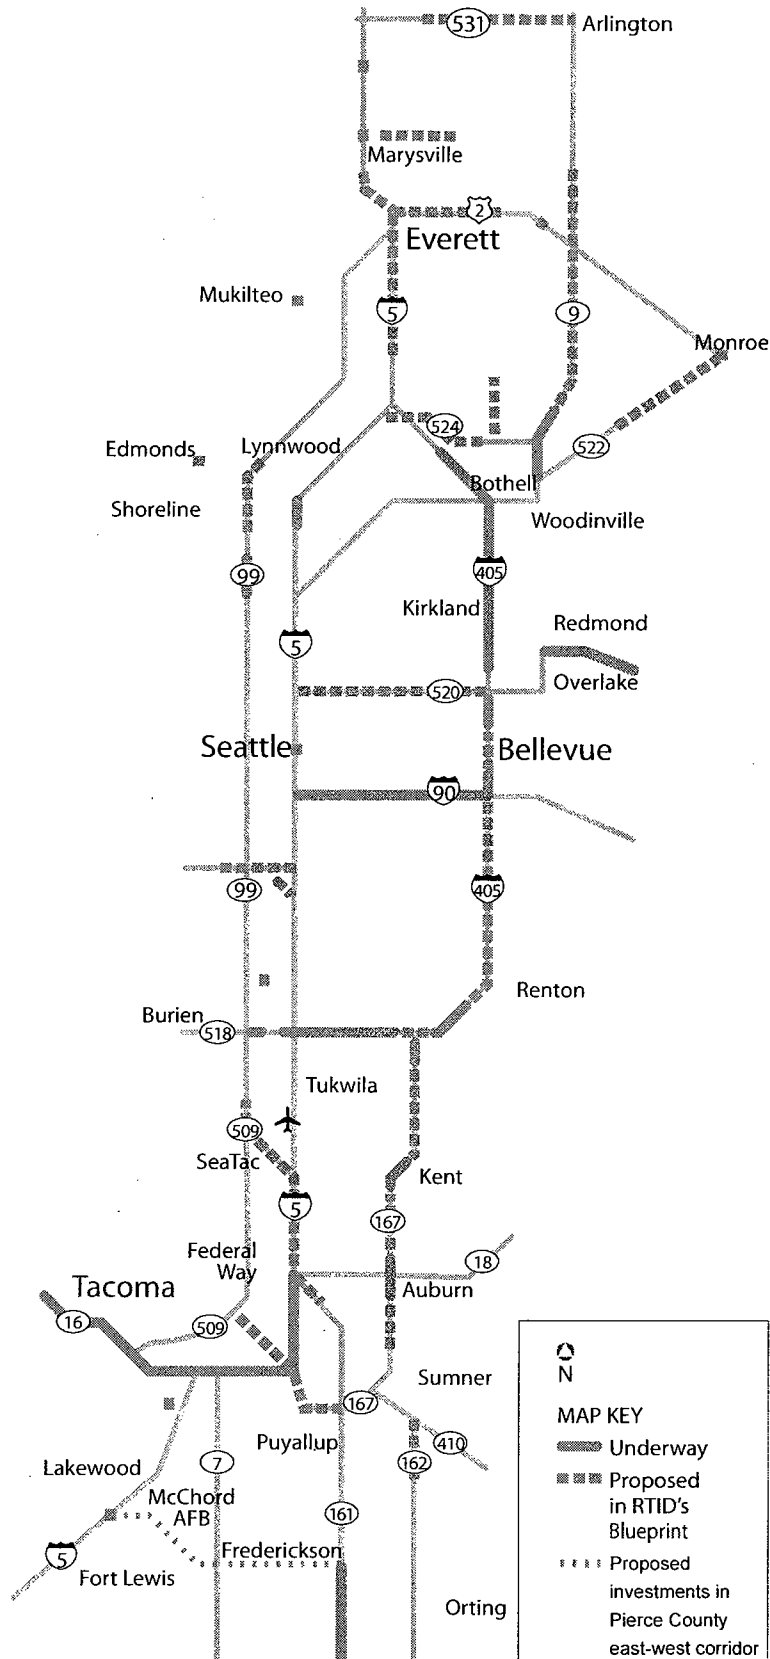 531
Arlington
Marysville
2
Everett
Mukilteo
5
9
Monroe
524
Edmonds
Lynnwood
522
Bothell
Shoreline
Woodinville
99
405
Kirkland
Redmond
5
Overlake
520
Seattle
Bellevue
90
99
405
Renton
Burien
518
Tukwila
509
SeaTac
Kent
5
167
Federal
Way
18
Tacoma
Auburn
16
509
Sumner
167
Puyallup
410
7
162
Lakewood
McChord
AFB
161
Frederickson
5
Fort Lewis
Orting
N
MAP KEY
Underway
Proposed
in RTID's
Blueprint
Proposed
investments in
Pierce County
east-west corridor